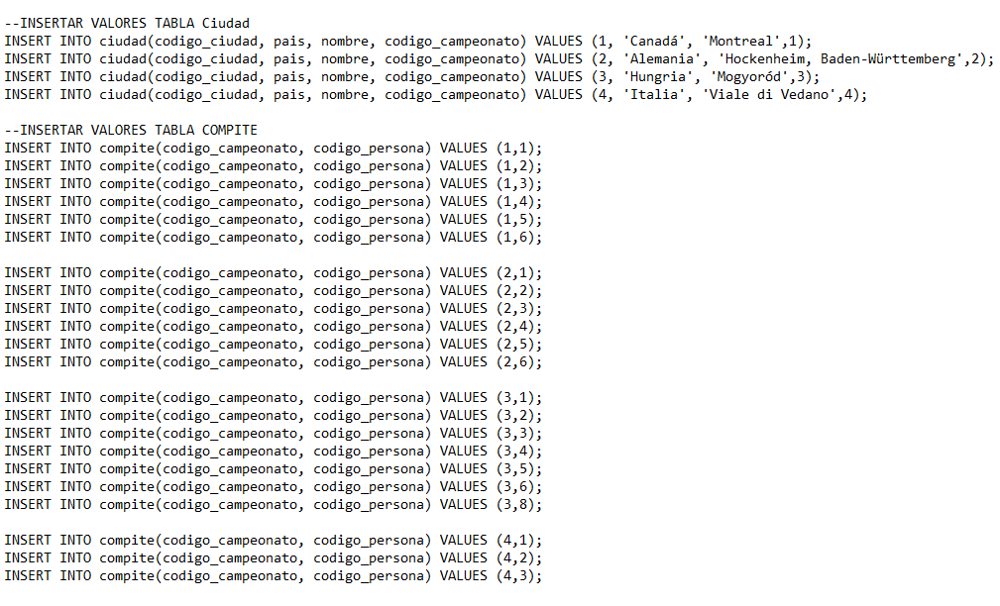 --INSERTAR VALORES TABLA Ciudad
INSERT INTO ciudad(codigo_ciudad, pais, nombre, codigo_campeonato) VALUES (1, 'Canadá', 'Montreal',1);
INSERT INTO ciudad(codigo_ciudad, pais, nombre, codigo_campeonato) VALUES (2, 'Alemania', 'Hockenheim, Baden-Württemberg',2);
INSERT INTO ciudad(codigo_ciudad, pais, nombre, codigo_campeonato) VALUES (3, 'Hungria', 'Mogyoród',3);
INSERT INTO ciudad(codigo_ciudad, pais, nombre, codigo_campeonato) VALUES (4, 'Italia', 'Viale di Vedano',4);
--INSERTAR VALORES TABLA COMPITE
INSERT INTO compite(codigo_campeonato, codigo_persona) VALUES (1,1);
INSERT INTO compite(codigo_campeonato, codigo_persona) VALUES (1,2);
INSERT INTO compite(codigo_campeonato, codigo_persona) VALUES (1,3);
INSERT INTO compite(codigo_campeonato, codigo_persona) VALUES (1,4);
INSERT INTO compite(codigo_campeonato, codigo_persona) VALUES (1,5);
INSERT INTO compite(codigo_campeonato, codigo_persona) VALUES (1,6);
INSERT INTO compite(codigo_campeonato, codigo_persona) VALUES (2,1);
INSERT INTO compite(codigo_campeonato, codigo_persona) VALUES (2,2);
INSERT INTO compite(codigo_campeonato, codigo_persona) VALUES (2,3);
INSERT INTO compite(codigo_campeonato, codigo_persona) VALUES (2,4);
INSERT INTO compite(codigo_campeonato, codigo_persona) VALUES (2,5);
INSERT INTO compite(codigo_campeonato, codigo_persona) VALUES (2,6);
INSERT INTO compite(codigo_campeonato, codigo_persona) VALUES (3,1);
INSERT INTO compite(codigo_campeonato, codigo_persona) VALUES (3,2);
INSERT INTO compite(codigo_campeonato, codigo_persona) VALUES (3,3);
INSERT INTO compite(codigo_campeonato, codigo_persona) VALUES (3,4);
INSERT INTO compite(codigo_campeonato, codigo_persona) VALUES (3,5);
INSERT INTO compite(codigo_campeonato, codigo_persona) VALUES (3,6);
INSERT INTO compite(codigo_campeonato, codigo_persona) VALUES (3,8);
INSERT INTO compite(codigo_campeonato, codigo_persona) VALUES (4,1);
INSERT INTO compite(codigo_campeonato, codigo_persona) VALUES (4,2);
INSERT INTO compite(codigo_campeonato, codigo_persona) VALUES (4,3);